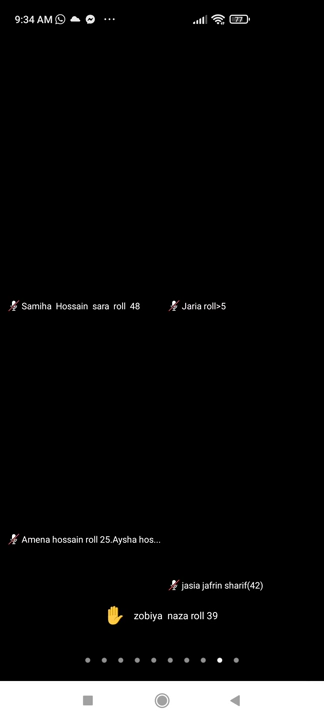 9:34 AM 77
Samiha Hossain sara roll 48
Jaria roll>5
Amena hossain roll 25.Aysha hos...
jasia jafrin sharif(42)
zobiya naza roll 39